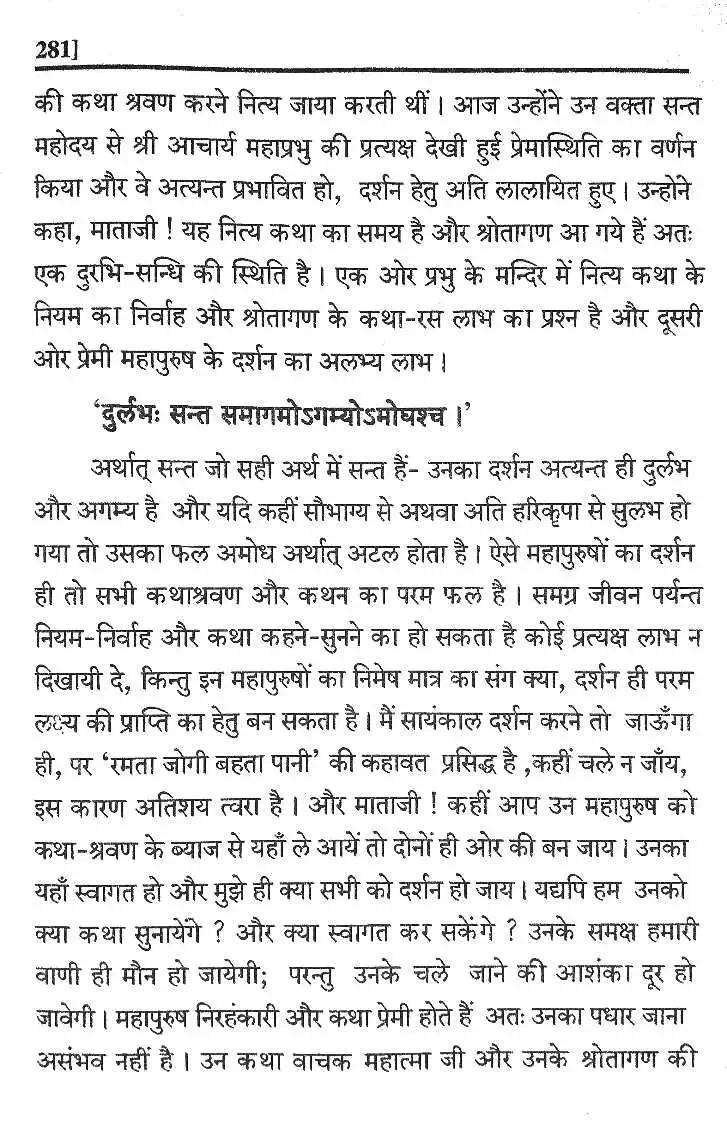 281]
की कथा श्रवण करने नित्य जाया करती थीं । आज उन्होंने उन वक्ता सन्त
महोदय से श्री आचार्य महाप्रभु की प्रत्यक्ष देखी हुई प्रेमास्थिति का वर्णन
किया और वे अत्यन्त प्रभावित हो, दर्शन हेतु अति लालायित हुए । उन्होंने
कहा, माताजी ! यह नित्य कथा का समय है और श्रोतागण आ गये हैं अतः
एक दुरभि-सन्धि की स्थिति है । एक ओर प्रभु के मन्दिर में नित्य कथा के
नियम का निर्वाह और श्रोतागण के कथा-रस लाभ का प्रश्न है और दूसरी
ओर प्रेमी महापुरुष के दर्शन का अलभ्य लाभ ।
‘दुर्लभः सन्त समागमोऽगम्योऽमोघश्च ।’
अर्थात् सन्त जो सही अर्थ में सन्त हैं- उनका दर्शन अत्यन्त ही दुर्लभ
और अगम्य है और यदि कहीं सौभाग्य से अथवा अति हरिकृपा से सुलभ हो
गया तो उसका फल अमोध अर्थात् अटल होता है । ऐसे महापुरुषों का दर्शन
ही तो सभी कथाश्रवण और कथन का परम फल है । समग्र जीवन पर्यन्त
नियम-निर्वाह और कथा कहने-सुनने का हो सकता है कोई प्रत्यक्ष लाभ न
दिखायी दे, किन्तु इन महापुरुषों का निमेष मात्र का संग क्या, दर्शन ही परम
लक्ष्य की प्राप्ति का हेतु बन सकता है । मैं सायंकाल दर्शन करने तो जाऊँगा
ही, पर ‘रमता जोगी बहता पानी’ की कहावत प्रसिद्ध है ,कहीं चले न जाँय,
इस कारण अतिशय त्वरा है । और माताजी ! कहीं आप उन महापुरुष को
कथा-श्रवण के ब्याज से यहाँ ले आयें तो दोनों ही ओर की बन जाय । उनका
यहाँ स्वागत हो और मुझे ही क्या सभी को दर्शन हो जाय । यद्यपि हम उनको
क्या कथा सुनायेंगे ? और क्या स्वागत कर सकेंगे ? उनके समक्ष हमारी
वाणी ही मौन हो जायेगी; परन्तु उनके चले जाने की आशंका दूर हो
जावेगी । महापुरुष निरहंकारी और कथा प्रेमी होते हैं अतः उनका पधार जाना
असंभव नहीं है । उन कथा वाचक महात्मा जी और उनके श्रोतागण की